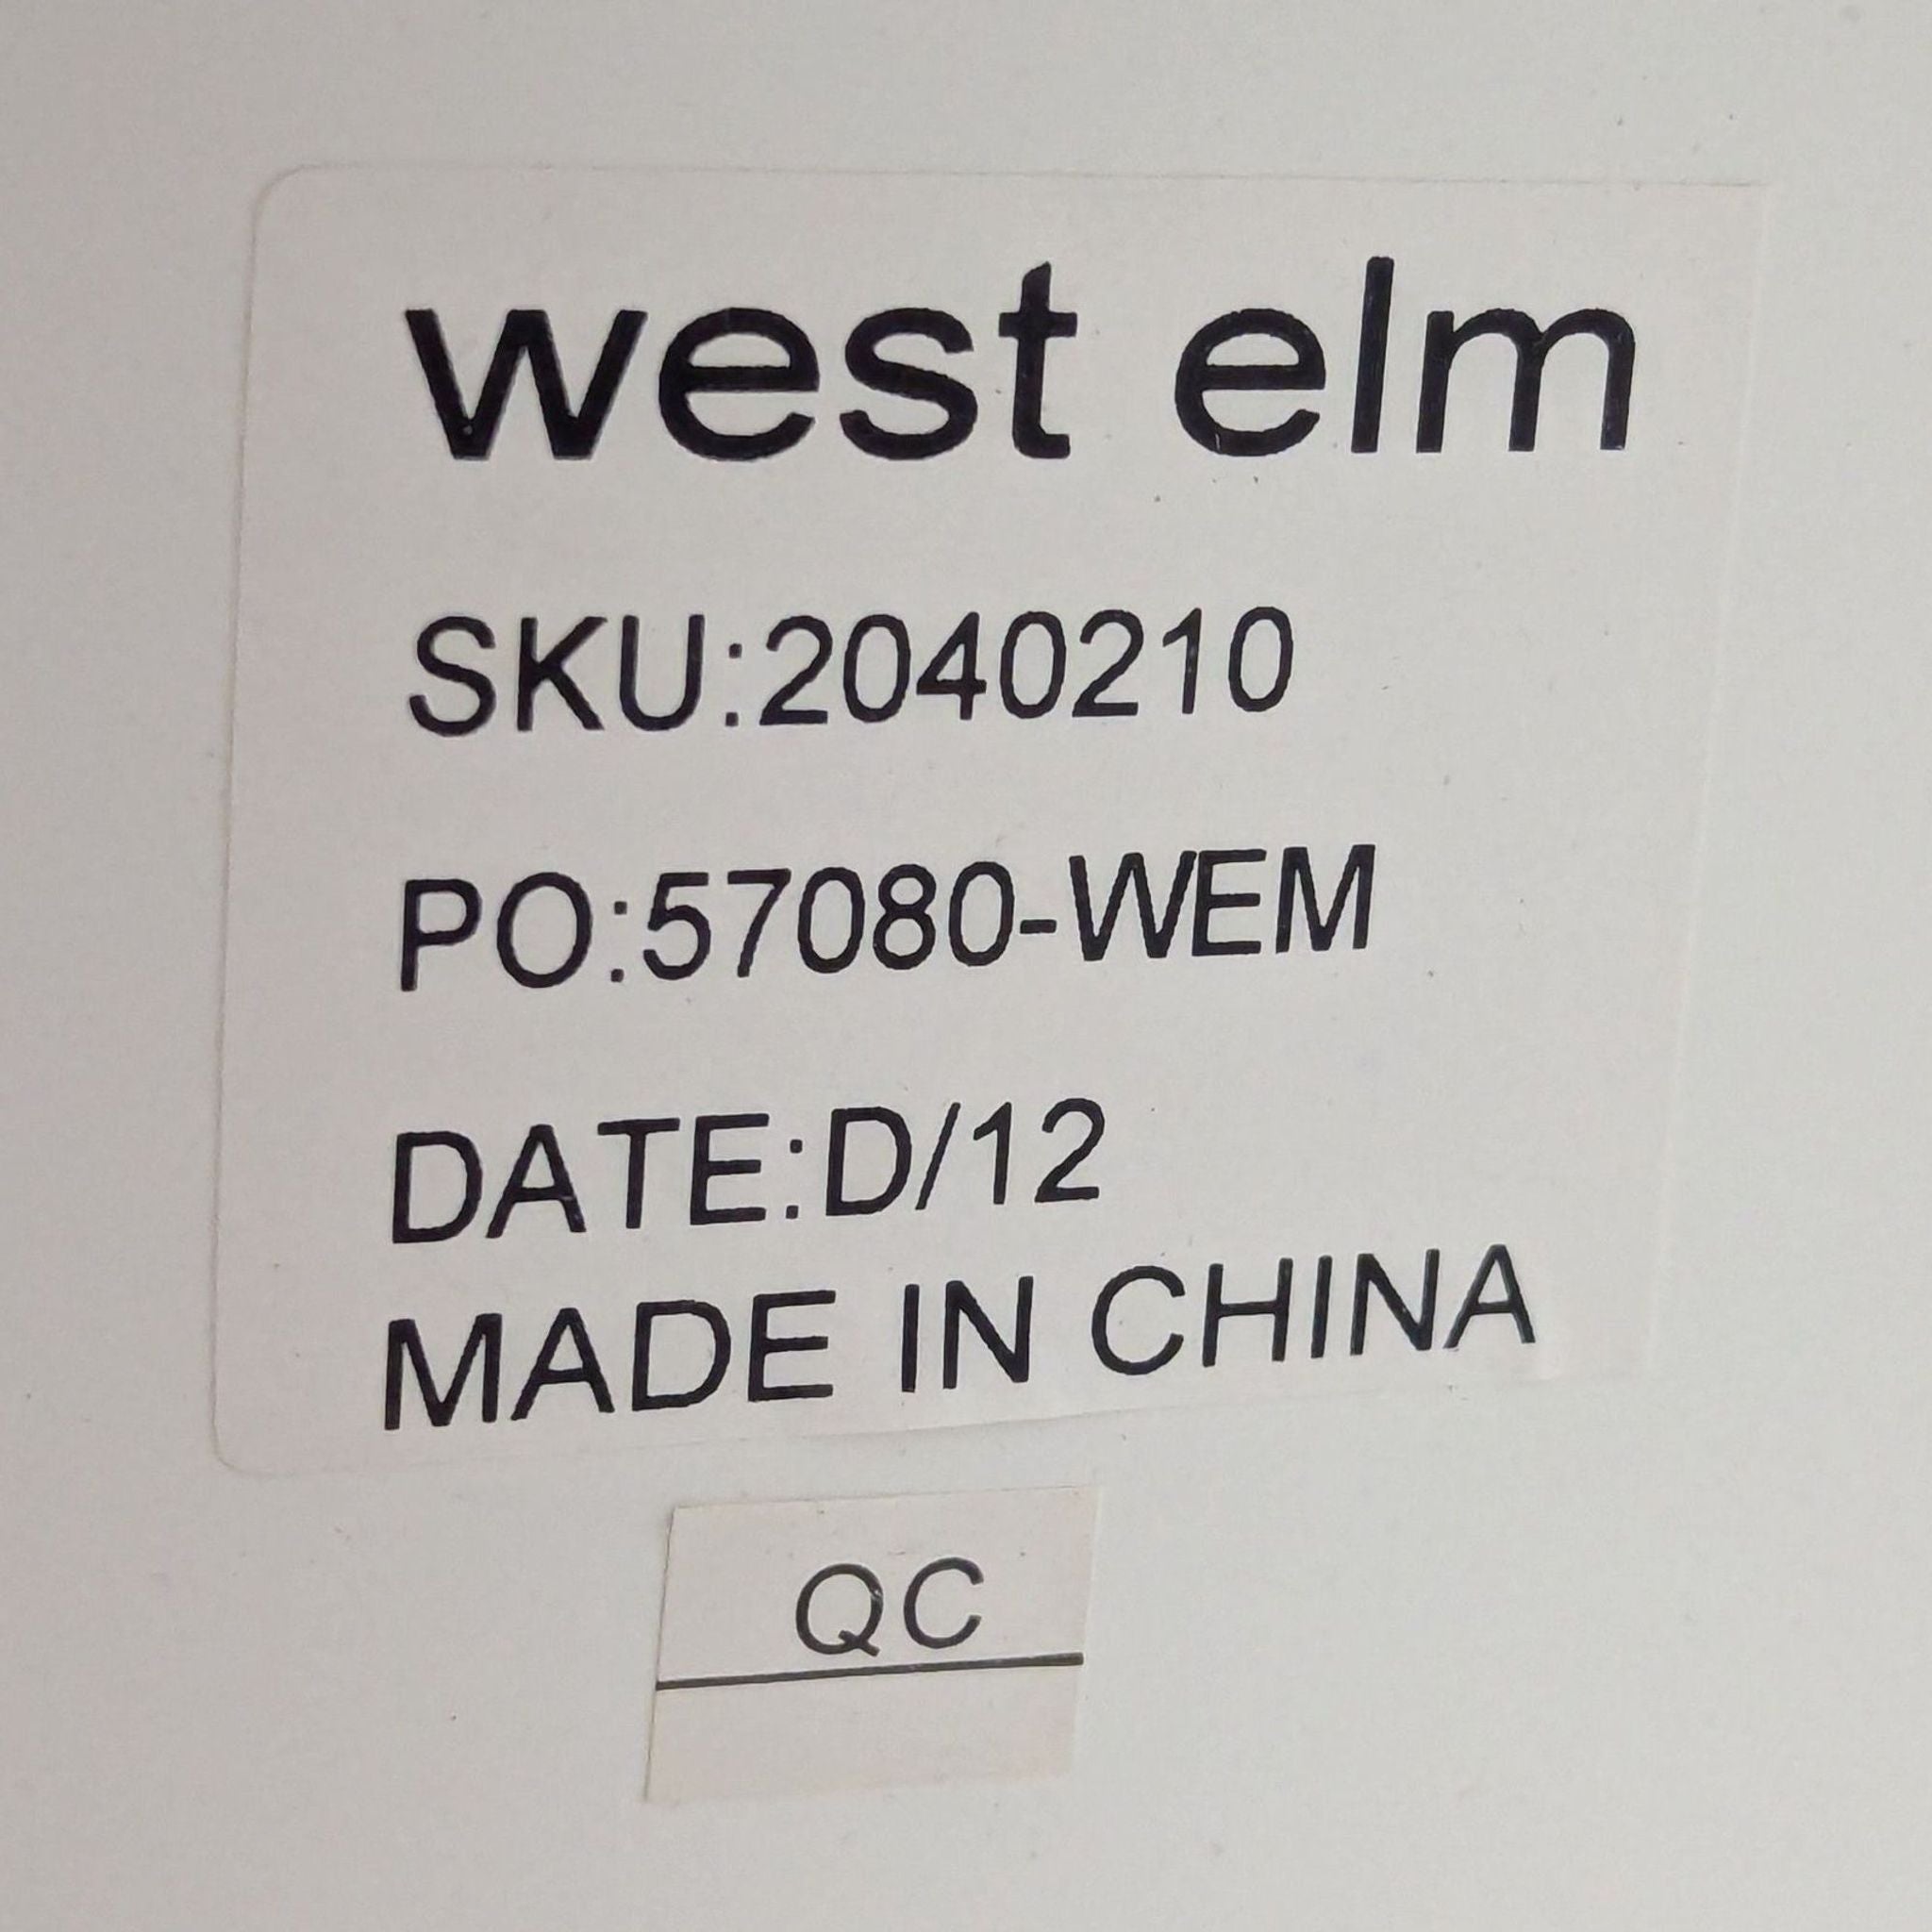 west elm
SKU:2040210
PO:57080-WEM
DATE:D/12
MADE IN CHINA
QC